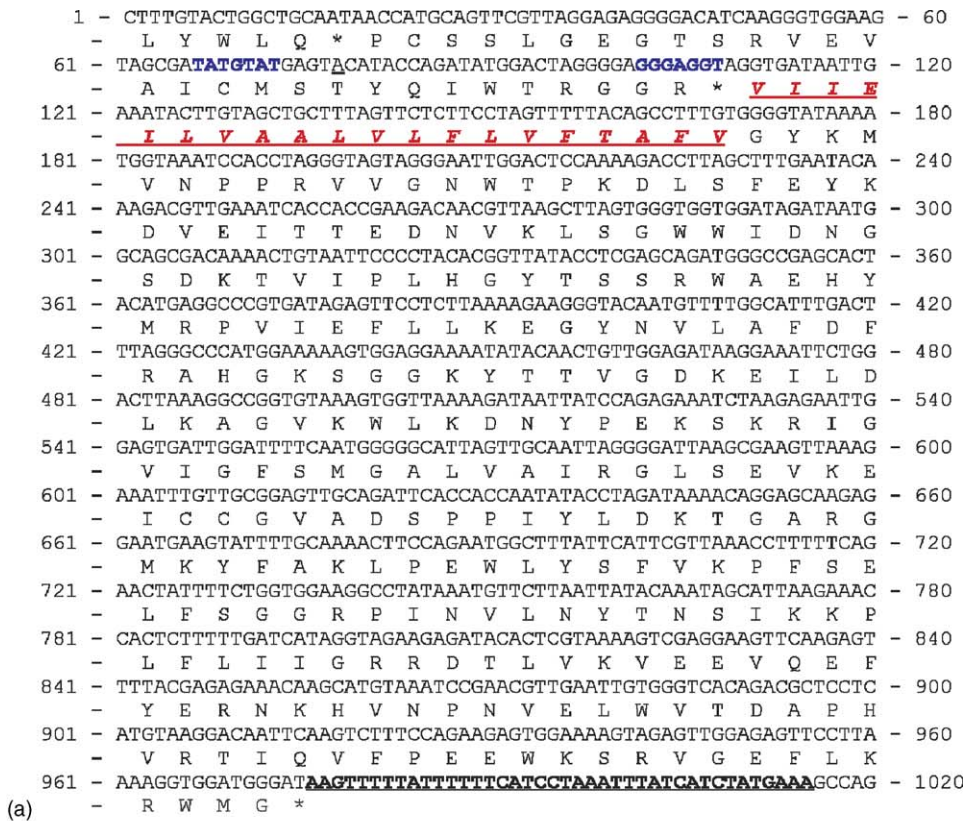 1 - CTTTGTACTGGCTGCAATAACCATGCAGTTCGTTAGGAGAGGGGACATCAAGGGTGGAAG - 60
- L Y W L Q * P C S S L G E G T S R V E V
61 - TAGCGATATGTATGAGTACATACCAGATATGGACTAGGGGAGGGAGGTAGGTGATAATTG - 120
- A I C M S T Y Q I W T R G G R * V I I E
121 - AAATACTTGTAGCTGCTTTAGTTCTCTTCCTAGTTTTTACAGCCTTTGTGGGGTATAAAA - 180
- I L V A A L V L F L V F T A F V G Y K M
181 - TGGTAAATCCACCTAGGGTAGTAGGGAATTGGACTCCAAAAGACCTTAGCTTTGAATACA - 240
- V N P P R V V G N W T P K D L S F E Y K
241 - AAGACGTTGAAATCACCACCGAAGACAACGTTAAGCTTAGTGGGTGGTGGATAGATAATG - 300
- D V E I T T E D N V K L S G W W I D N G
301 - GCAGCGACAAAACTGTAATTCCCCTACACGGTTATACCTCGAGCAGATGGGCCGAGCACT - 360
- S D K T V I P L H G Y T S S R W A E H Y
361 - ACATGAGGCCCGTGATAGAGTTCCTCTTAAAAGAAGGGTACAATGTTTTGGCATTTGACT - 420
- M R P V I E F L L K E G Y N V L A F D F
421 - TTAGGGCCCATGGAAAAAGTGGAGGAAAATATACAACTGTTGGAGATAAGGAAATTCTGG - 480
- R A H G K S G G K Y T T V G D K E I L D
481 - ACTTAAAGGCCGGTGTAAAGTGGTTAAAAGATAATTATCCAGAGAAATCTAAGAGAATTG - 540
- L K A G V K W L K D N Y P E K S K R I G
541 - GAGTGATTGGATTTTCAATGGGGGCATTAGTTGCAATTAGGGGATTAAGCGAAGTTAAAG - 600
- V I G F S M G A L V A I R G L S E V K E
601 - AAATTTGTTGCGGAGTTGCAGATTCACCACCAATATACCTAGATAAAACAGGAGCAAGAG - 660
- I C C G V A D S P P I Y L D K T G A R G
661 - GAATGAAGTATTTTGCAAAACTTCCAGAATGGCTTTATTCATTCGTTAAACCTTTTTCAG - 720
- M K Y F A K L P E W L Y S F V K P F S E
721 - AACTATTTTCTGGTGGAAGGCCTATAAATGTTCTTAATTATACAAATAGCATTAAGAAAC - 780
- L F S G G R P I N V L N Y T N S I K K P
781 - CACTCTTTTTGATCATAGGTAGAAGAGATACACTCGTAAAAGTCGAGGAAGTTCAAGAGT - 840
- L F L I I G R R D T L V K V E E V Q E F
841 - TTTACGAGAGAAACAAGCATGTAAATCCGAACGTTGAATTGTGGGTCACAGACGCTCCTC - 900
- Y E R N K H V N P N V E L W V T D A P H
901 - ATGTAAGGACAATTCAAGTCTTTCCAGAAGAGTGGAAAAGTAGAGTTGGAGAGTTCCTTA - 960
- V R T I Q V F P E E W K S R V G E F L K
961 - AAAGGTGGATGGGATAAGTTTTTATTTTTTCATCCTAAATTTATCATCTATGAAAGCCAG - 1020
- R W M G *
(a)